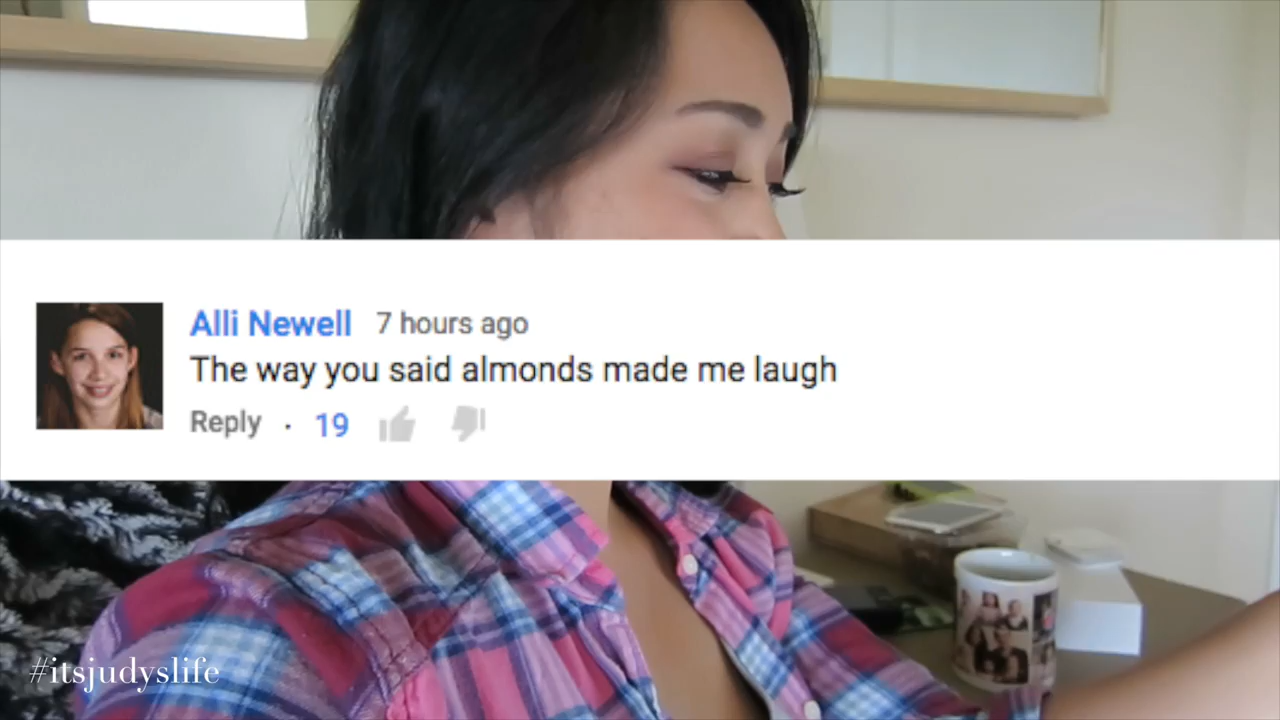 Alli Newell 7 hours ago
The way you said almonds made me laugh
Reply · 19
#itsjudyslife